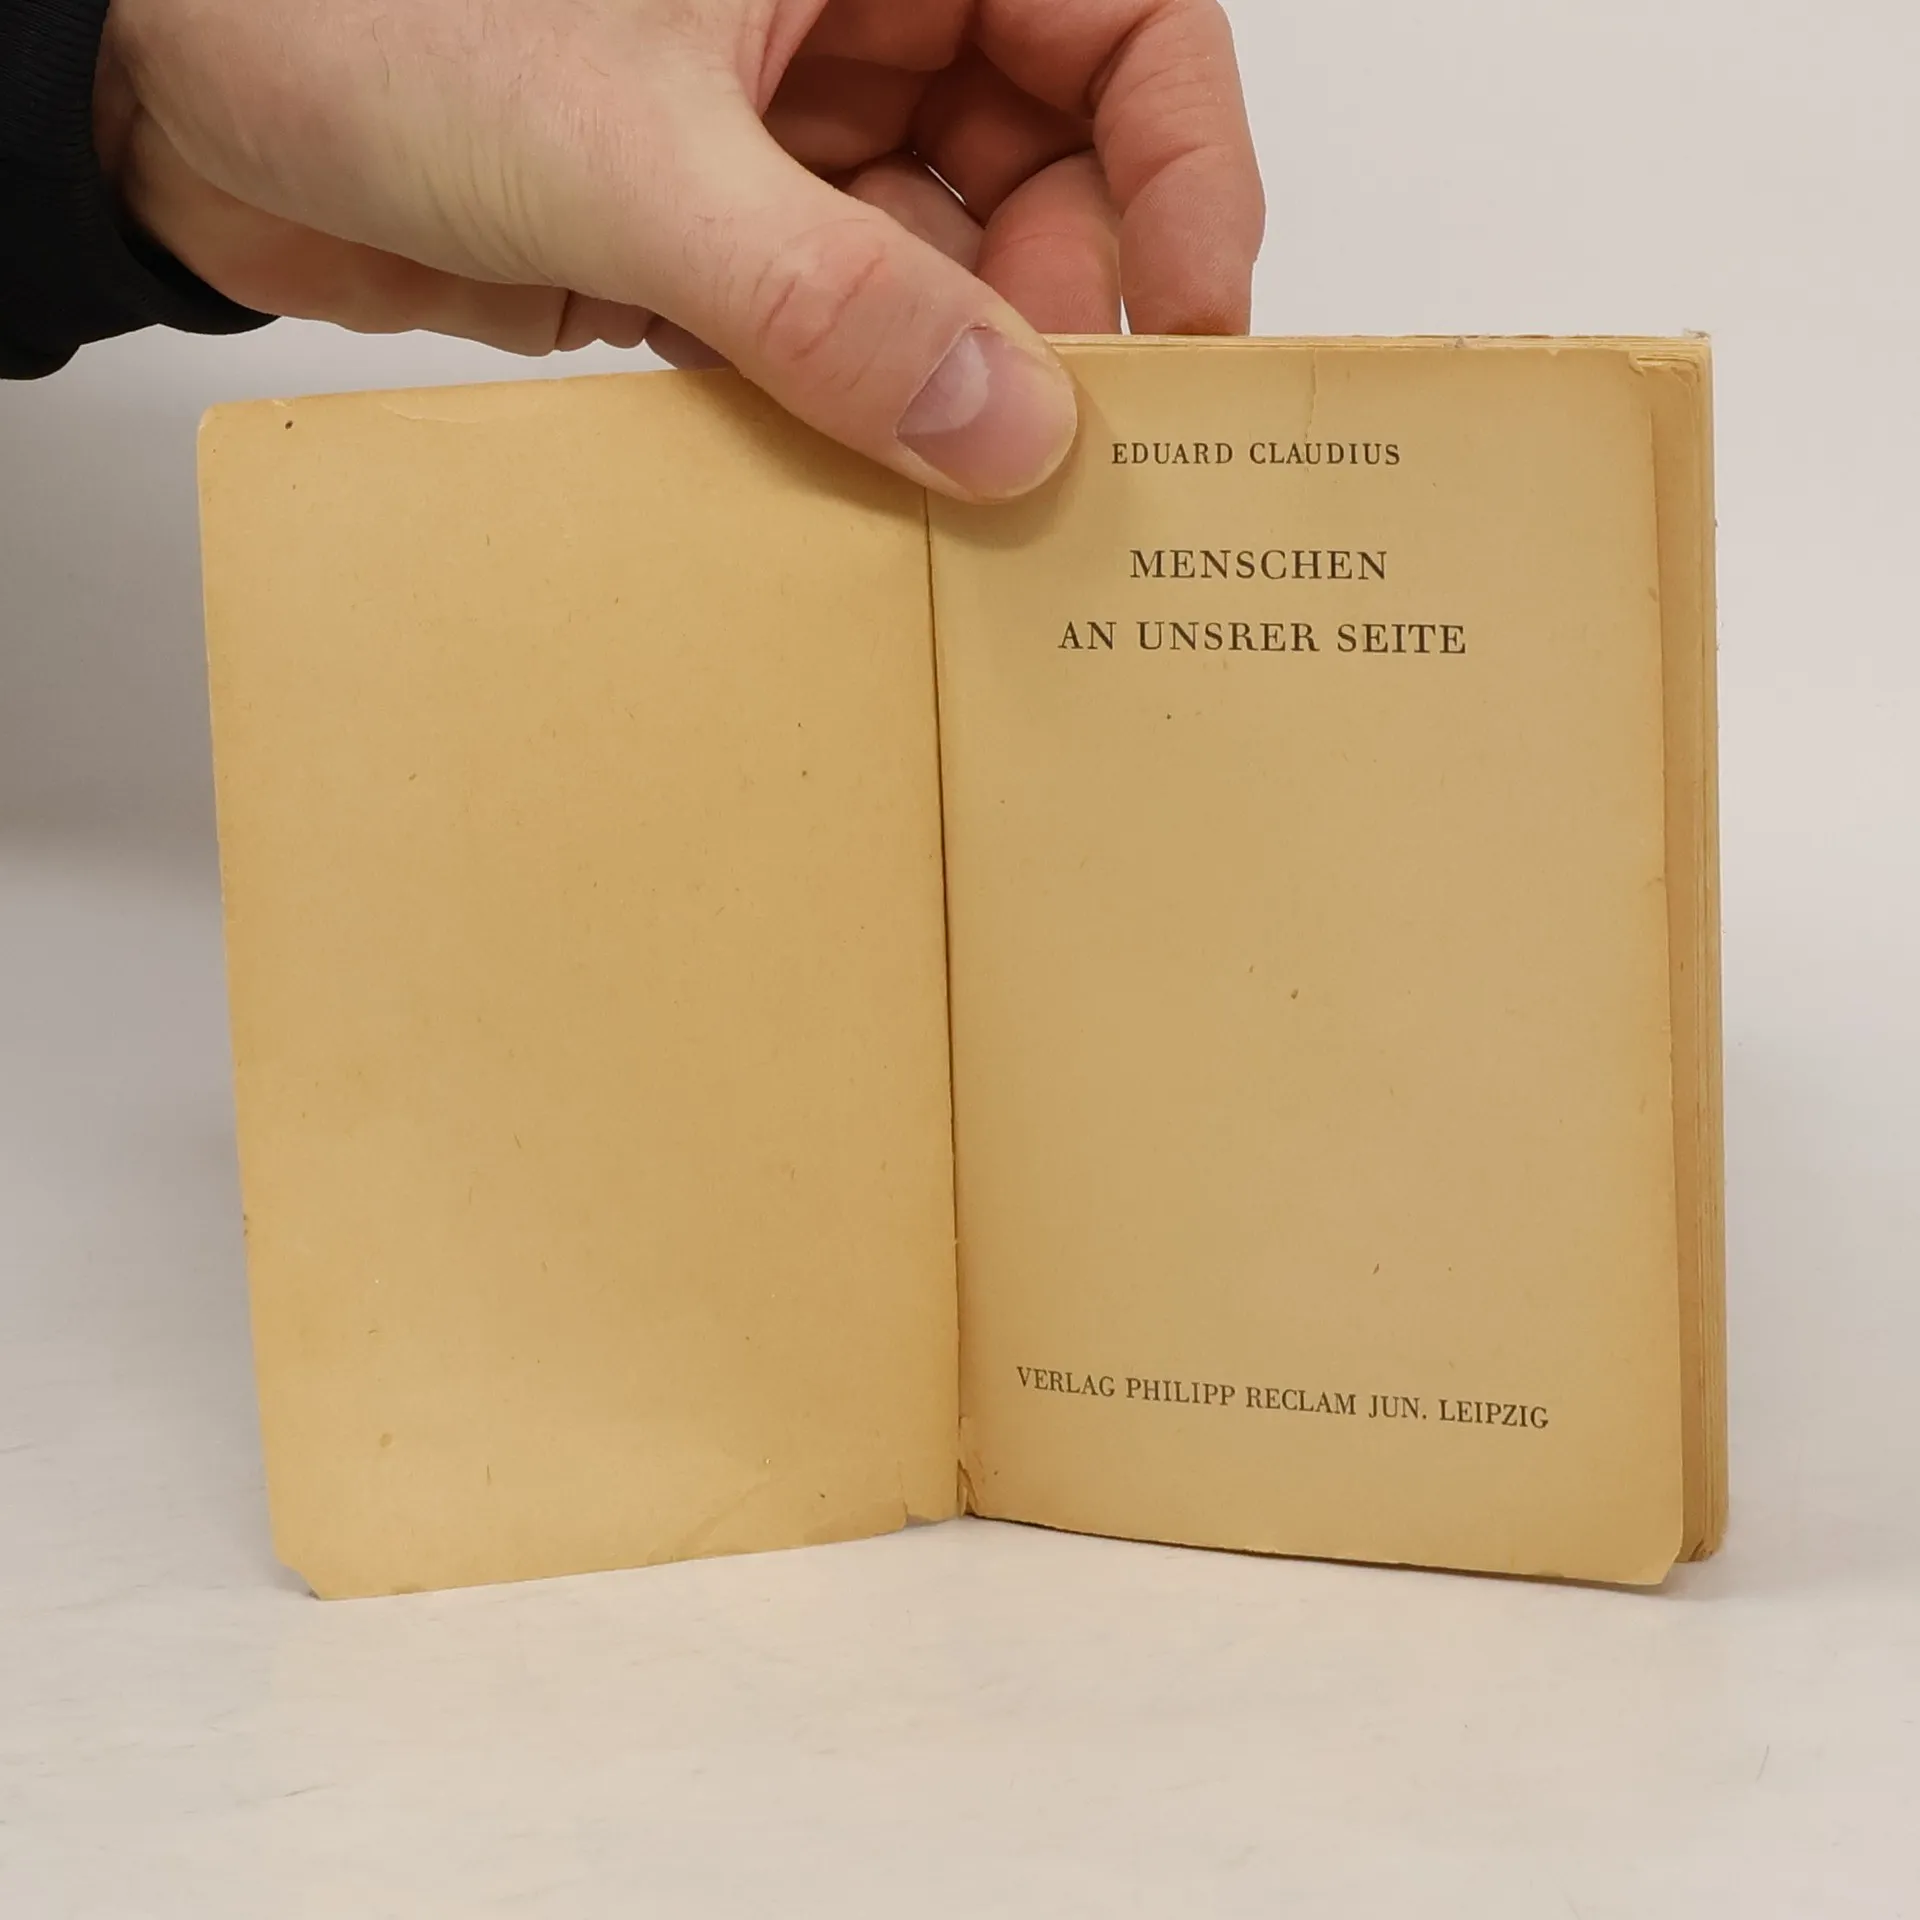 EDUARD CLAUDIUS
MENSCHEN
AN UNSRER SEITE
VERLAG PHILIPP RECLAM JUN. LEIPZIG